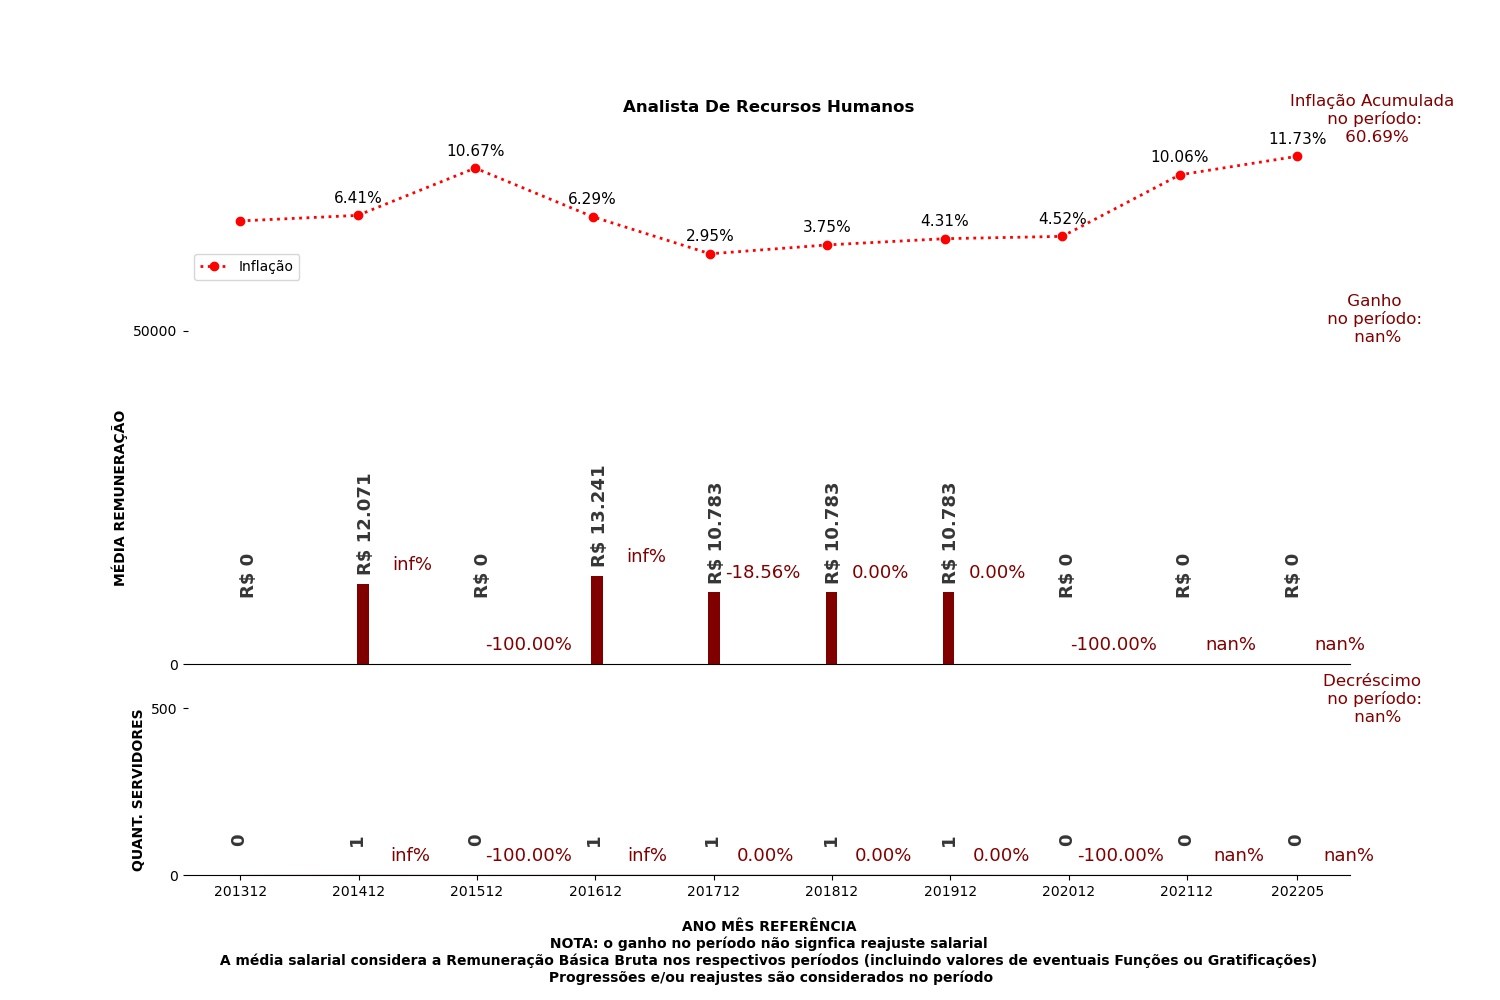 Analista De Recursos Humanos
Inflação Acumulada
no período:
60.69%
6.41%
10.67%
6.29%
2.95%
3.75%
4.31%
4.52%
10.06%
11.73%
Inflação
Ganho
no período:
nan%
50000
0
MÉDIA REMUNERAÇÃO
R$ 0
R$ 12.071
R$ 0
R$ 13.241
R$ 10.783
R$ 10.783
R$ 10.783
R$ 0
R$ 0
R$ 0
inf%
-100.00%
inf%
-18.56%
0.00%
0.00%
-100.00%
nan%
nan%
Decréscimo
no período:
nan%
500
0
QUANT. SERVIDORES
0
1
0
1
1
1
1
0
0
0
inf%
-100.00%
inf%
0.00%
0.00%
0.00%
-100.00%
nan%
nan%
201312
201412
201512
201612
201712
201812
201912
202012
202112
202205
ANO MÊS REFERÊNCIA
NOTA: o ganho no período não signfica reajuste salarial
A média salarial considera a Remuneração Básica Bruta nos respectivos períodos (incluindo valores de eventuais Funções ou Gratificações)
Progressões e/ou reajustes são considerados no período